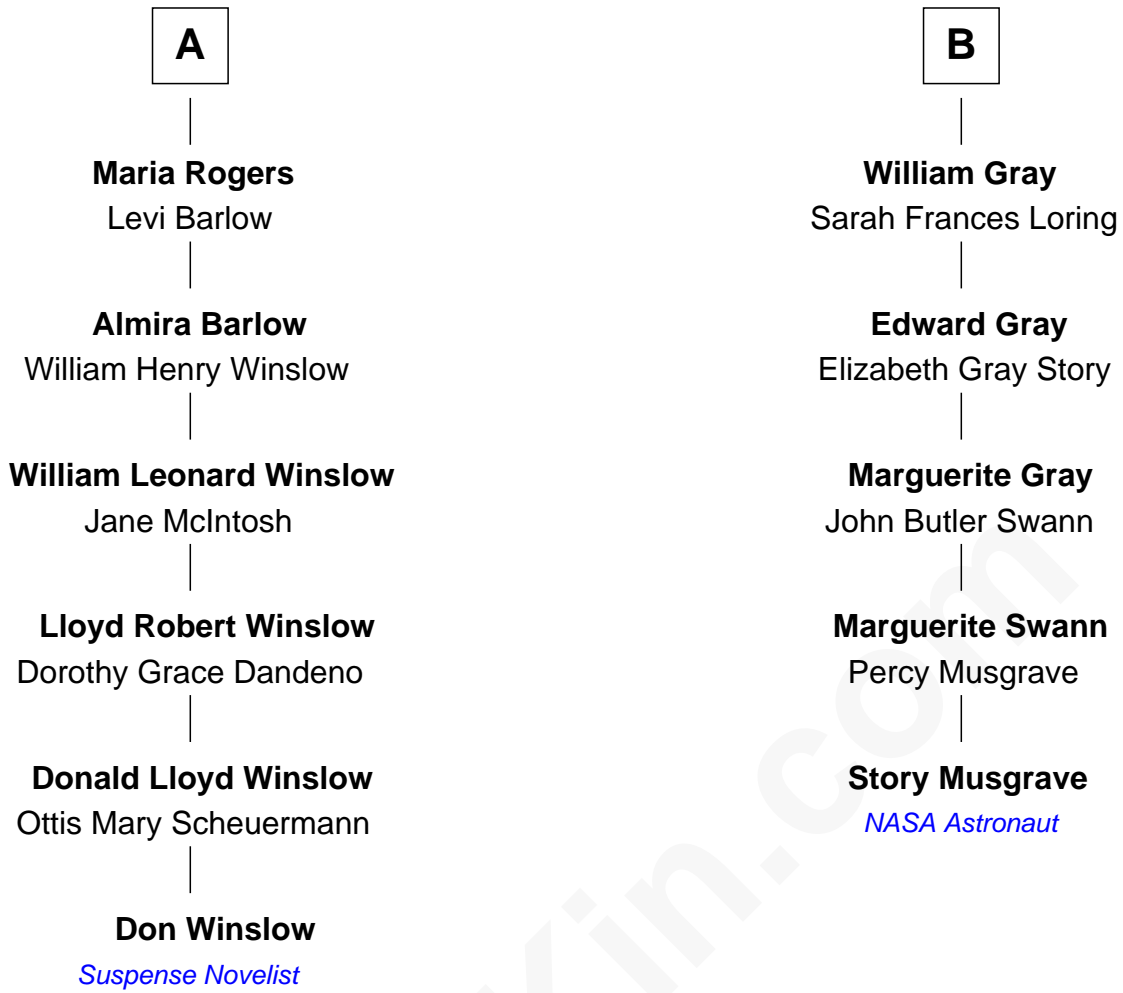 A
B
Maria Rogers
Levi Barlow
William Gray
Sarah Frances Loring
Almira Barlow
William Henry Winslow
Edward Gray
Elizabeth Gray Story
William Leonard Winslow
Jane McIntosh
Marguerite Gray
John Butler Swann
Lloyd Robert Winslow
Dorothy Grace Dandeno
Marguerite Swann
Percy Musgrave
Donald Lloyd Winslow
Ottis Mary Scheuermann
Story Musgrave
NASA Astronaut
Don Winslow
Suspense Novelist
Kin.com